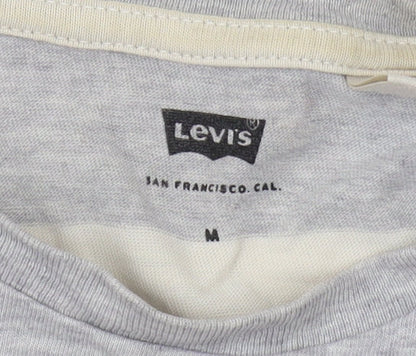 Levi's®
SAN FRANCISCO. CAL.
M